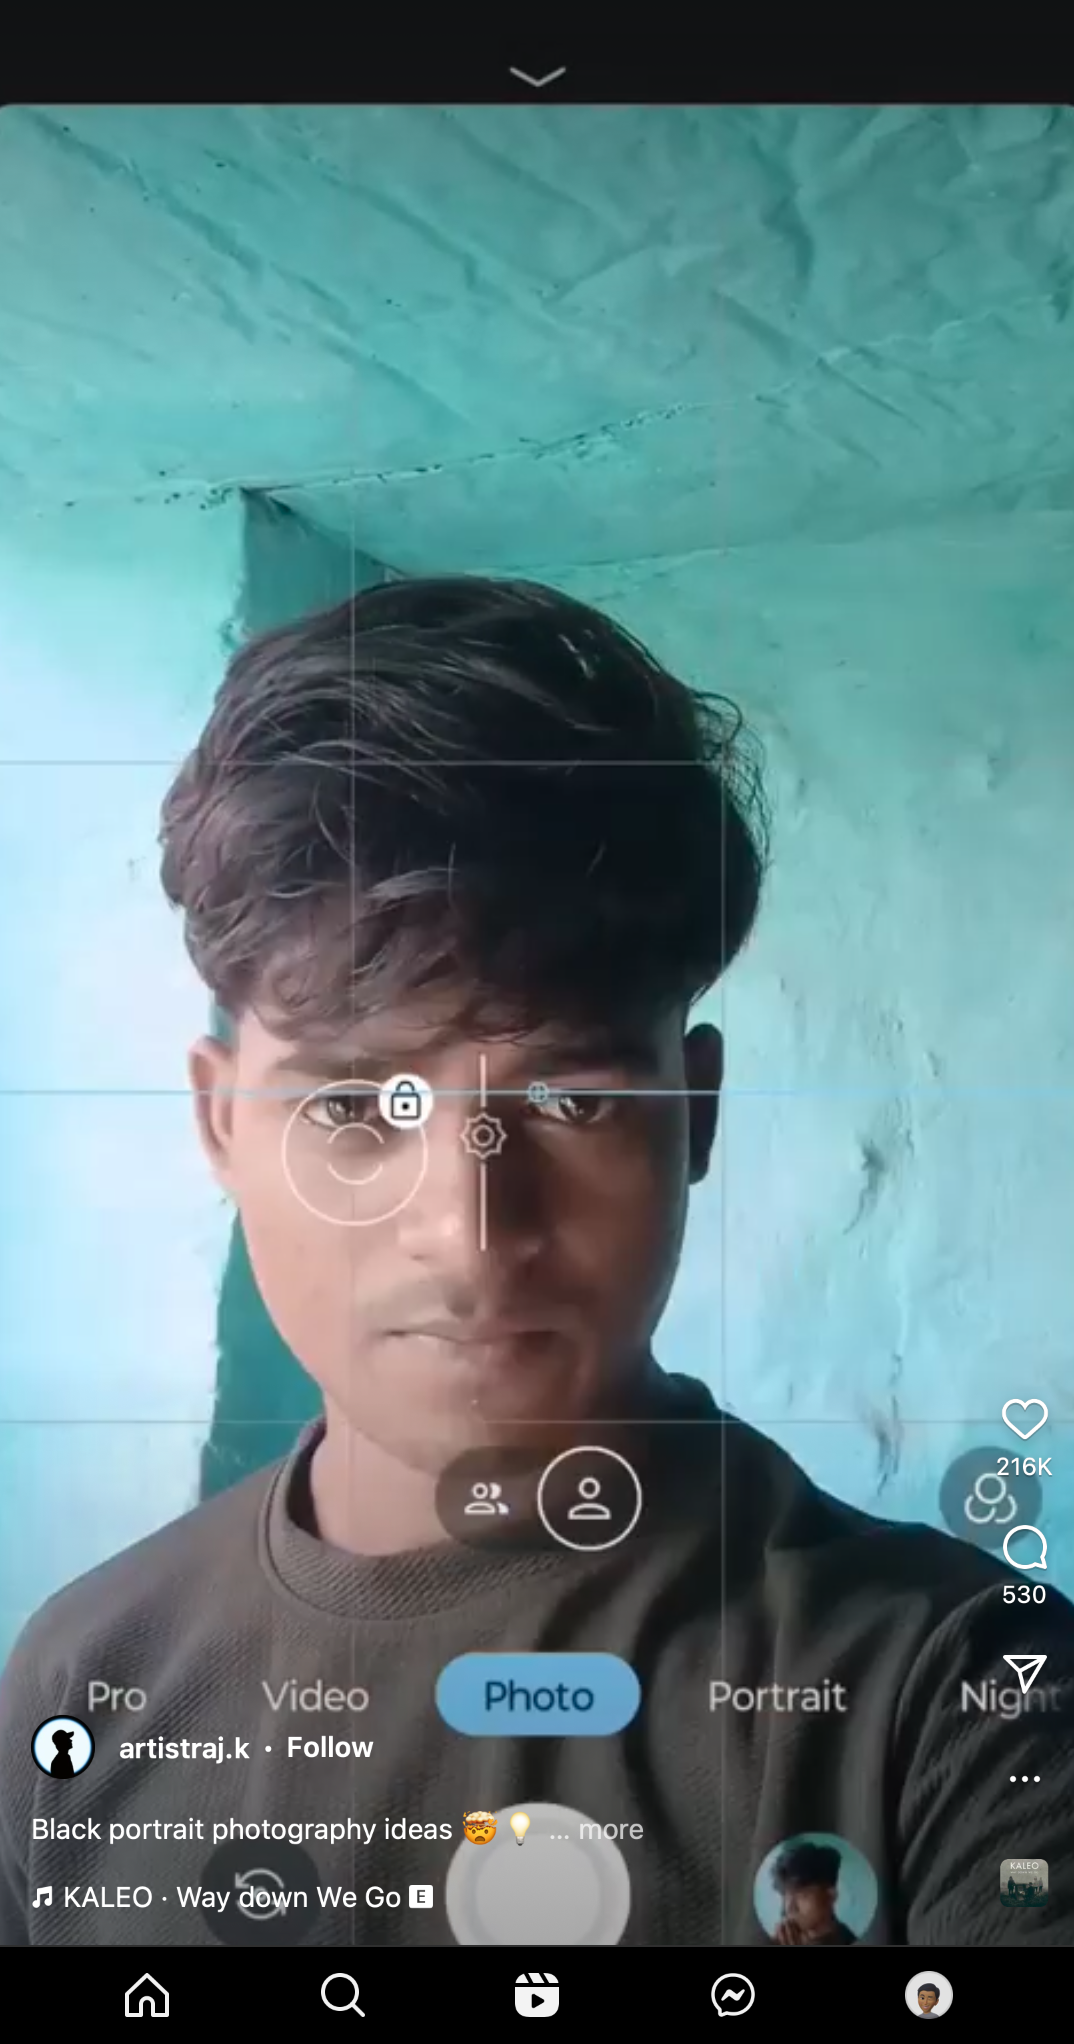 216K
530
Pro
Video
Photo
Portrait
Night
artistraj.k • Follow
Black portrait photography ideas 🤯💡 ... more
KALEO · Way down We Go E
KALEO